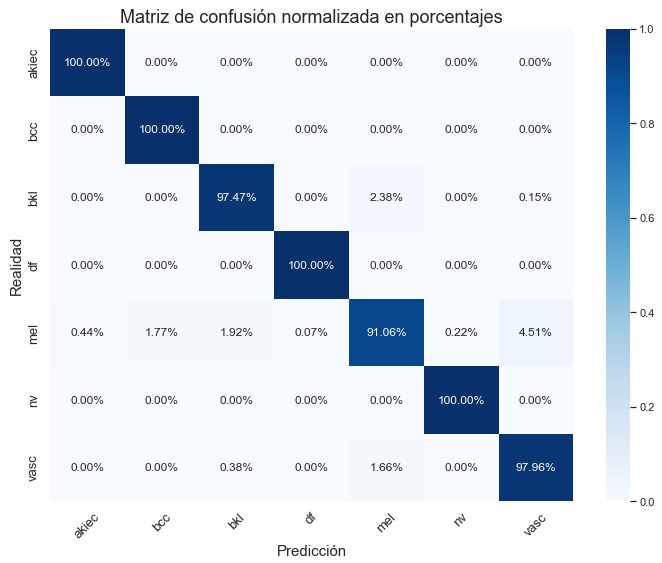 Matriz de confusión normalizada en porcentajes
akiec 100.00% 0.00% 0.00% 0.00% 0.00% 0.00% 0.00%
bcc 0.00% 100.00% 0.00% 0.00% 0.00% 0.00% 0.00%
bkl 0.00% 0.00% 97.47% 0.00% 2.38% 0.00% 0.15%
df 0.00% 0.00% 0.00% 100.00% 0.00% 0.00% 0.00%
mel 0.44% 1.77% 1.92% 0.07% 91.06% 0.22% 4.51%
nv 0.00% 0.00% 0.00% 0.00% 0.00% 100.00% 0.00%
vasc 0.00% 0.00% 0.38% 0.00% 1.66% 0.00% 97.96%
akiec bcc bkl df mel nv vasc
Predicción
Realidad
1.0
0.8
0.6
0.4
0.2
0.0